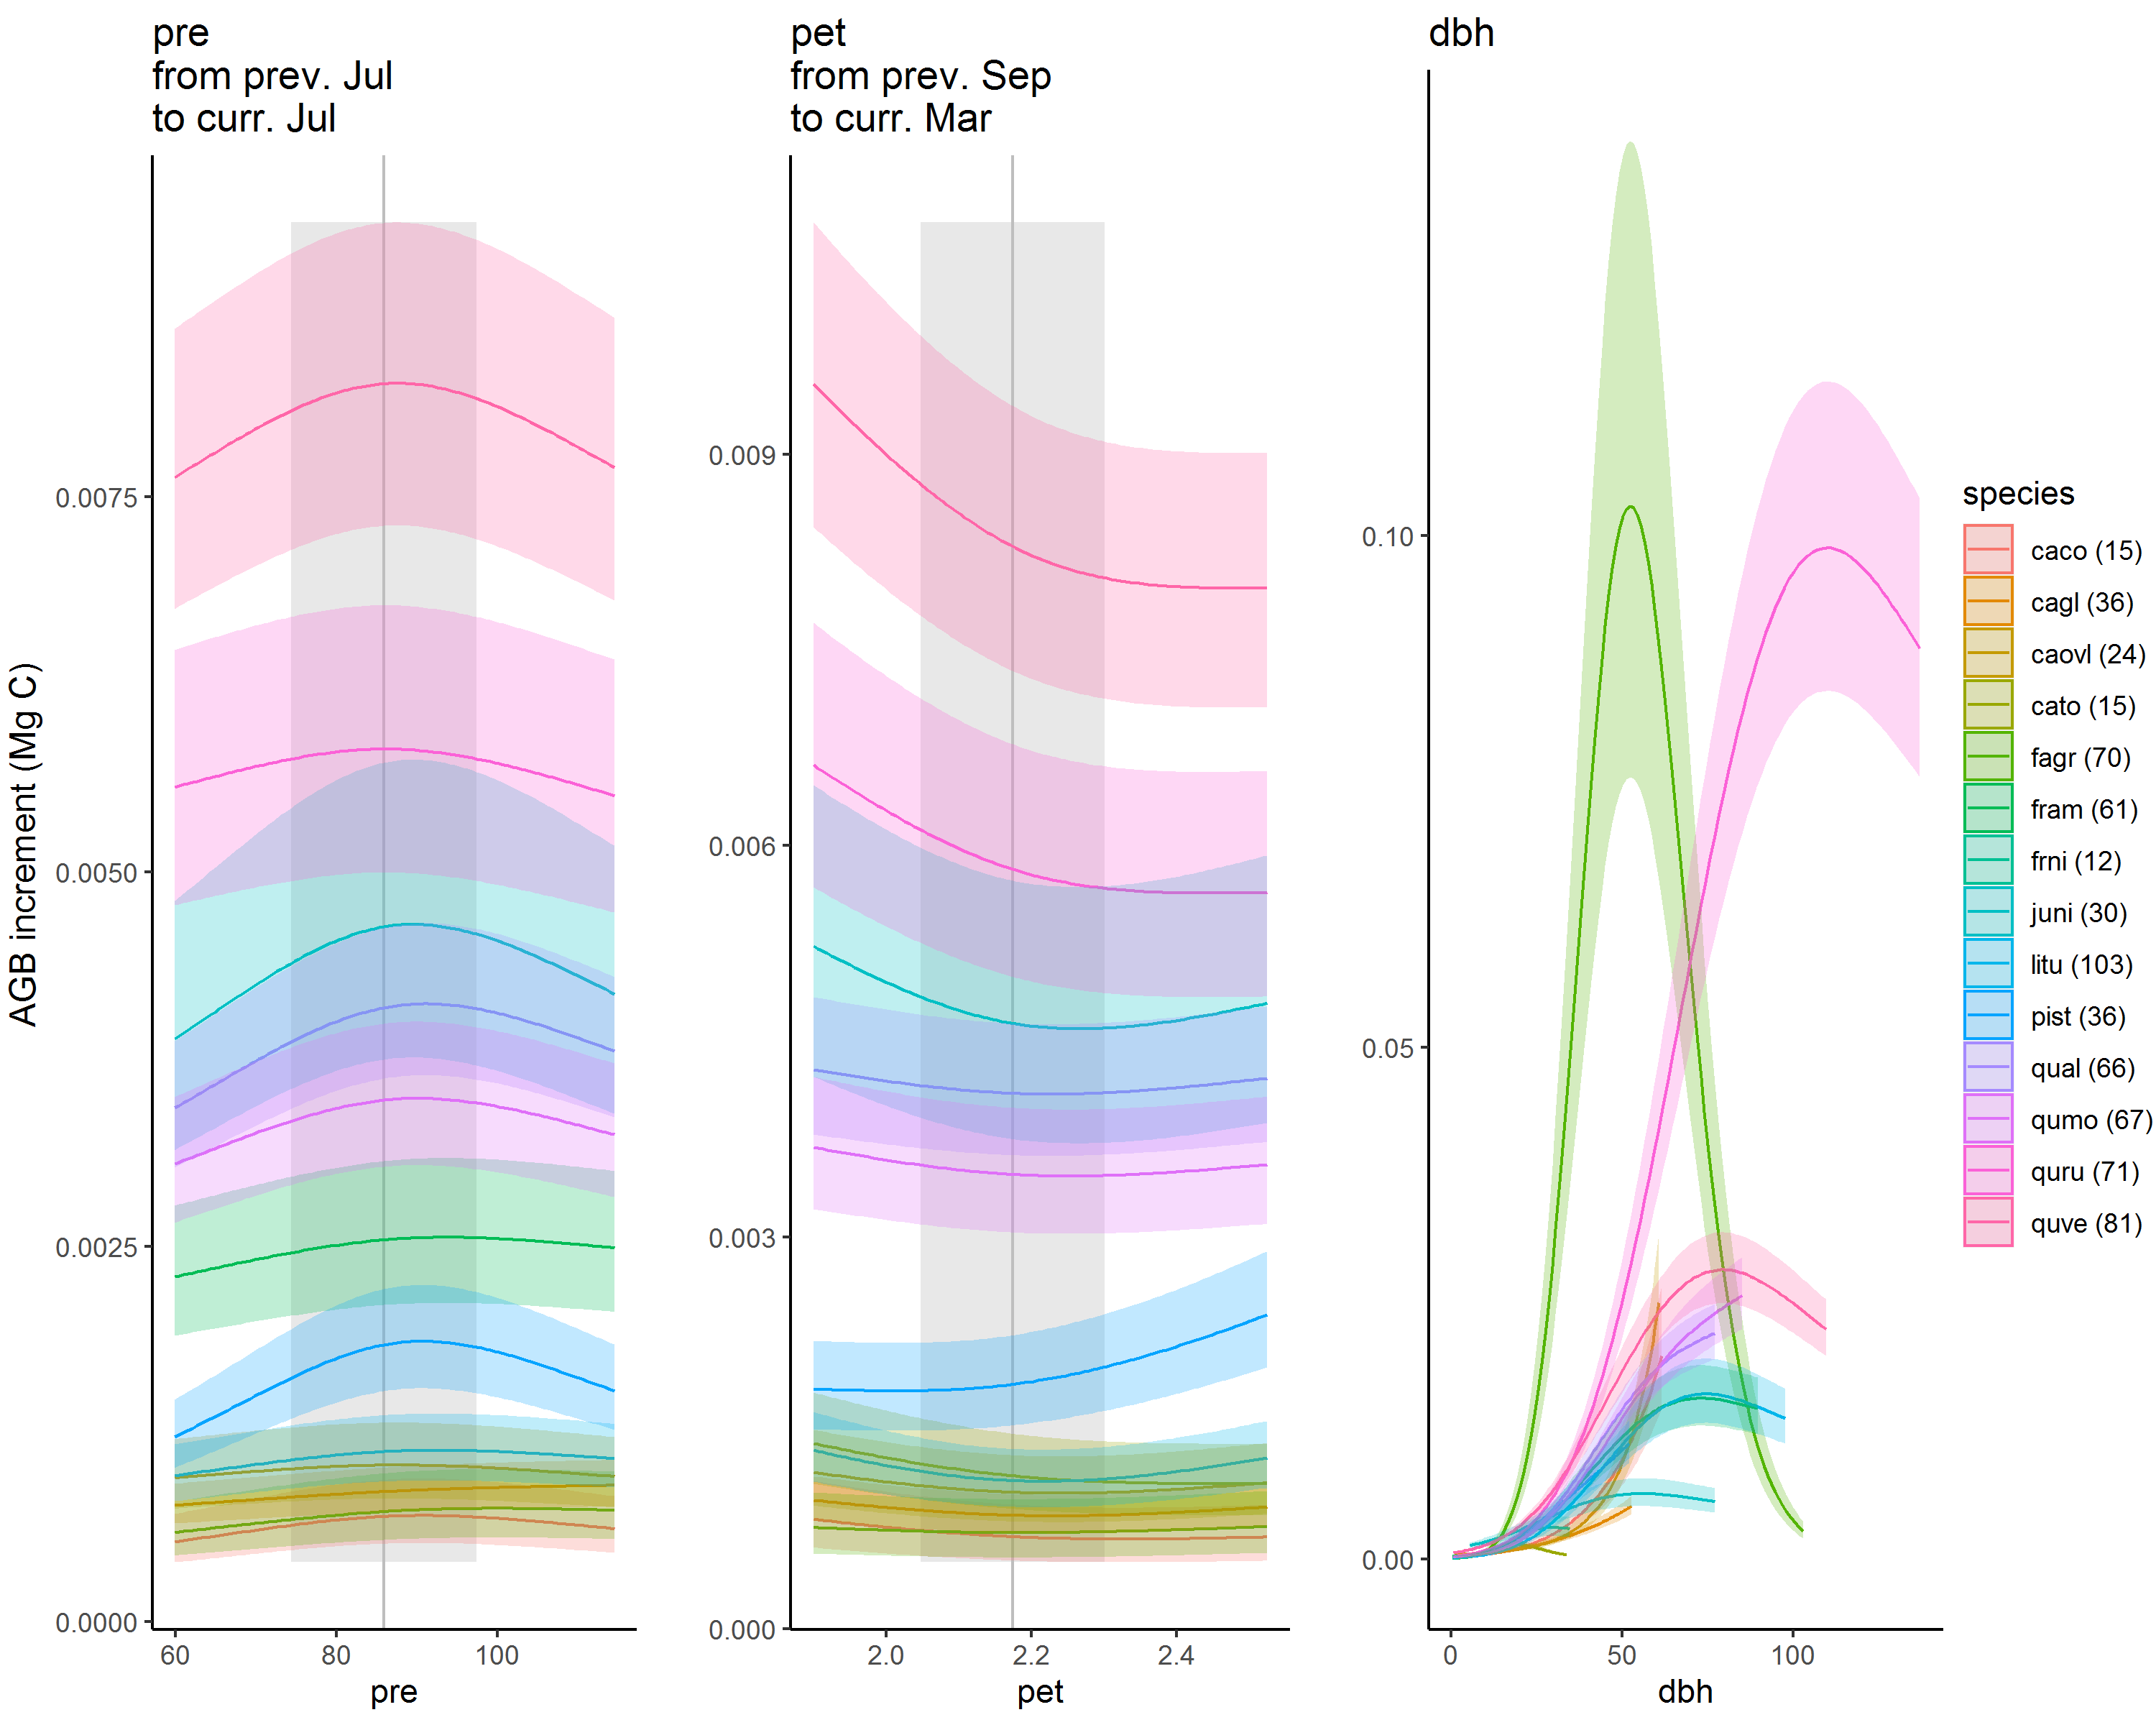 pre
from prev. Jul
to curr. Jul
pet
from prev. Sep
to curr. Mar
dbh
AGB increment (Mg C)
0.0075
0.0050
0.0025
0.0000
60 80 100
pre
0.009
0.006
0.003
0.000
2.0 2.2 2.4
pet
0.10
0.05
0.00
0 50 100
dbh
species
caco (15)
cagl (36)
caovl (24)
cato (15)
fagr (70)
fram (61)
frni (12)
juni (30)
litu (103)
pist (36)
qual (66)
qumo (67)
quru (71)
quve (81)